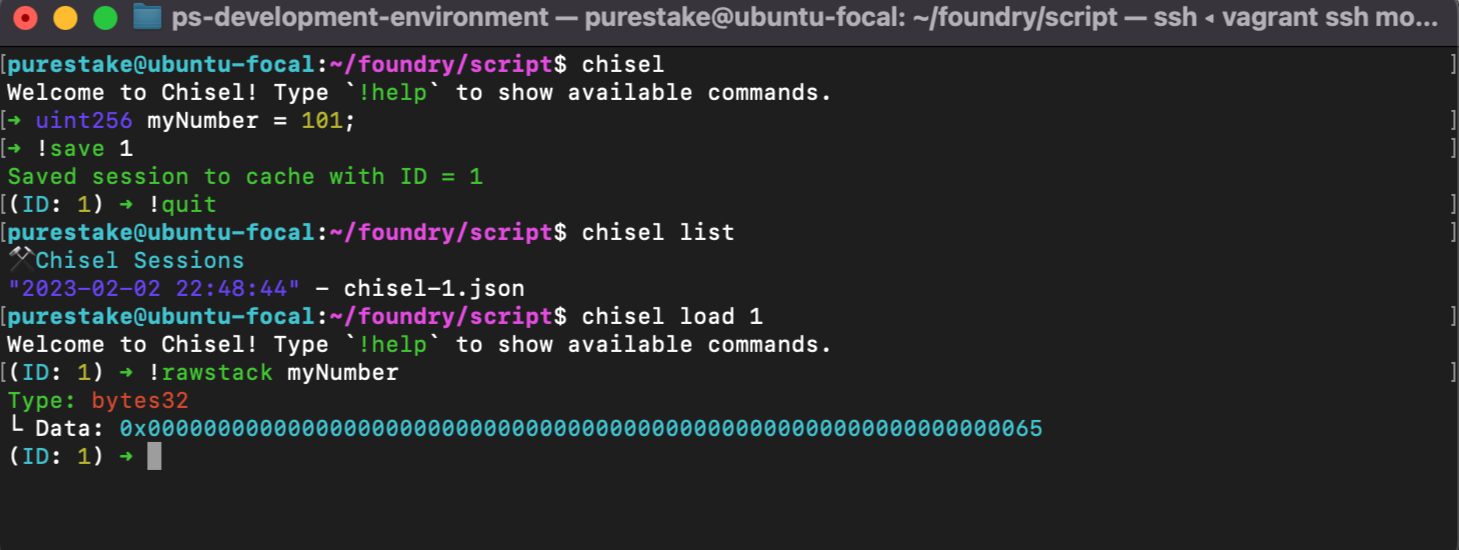 ps-development-environment — purestake@ubuntu-focal: ~/foundry/script — ssh ◂ vagrant ssh mo...
[purestake@ubuntu-focal:~/foundry/script$ chisel ]
Welcome to Chisel! Type `!help` to show available commands.
[➜ uint256 myNumber = 101; ]
[➜ !save 1 ]
Saved session to cache with ID = 1
[(ID: 1) ➜ !quit ]
[purestake@ubuntu-focal:~/foundry/script$ chisel list ]
⚒️Chisel Sessions
"2023-02-02 22:48:44" - chisel-1.json
[purestake@ubuntu-focal:~/foundry/script$ chisel load 1 ]
Welcome to Chisel! Type `!help` to show available commands.
[(ID: 1) ➜ !rawstack myNumber ]
Type: bytes32
└ Data: 0x0000000000000000000000000000000000000000000000000000000000000065
(ID: 1) ➜